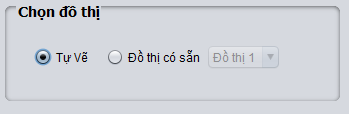 Chọn đồ thị
Tự Vẽ Đồ thị có sẵn Đồ thị 1